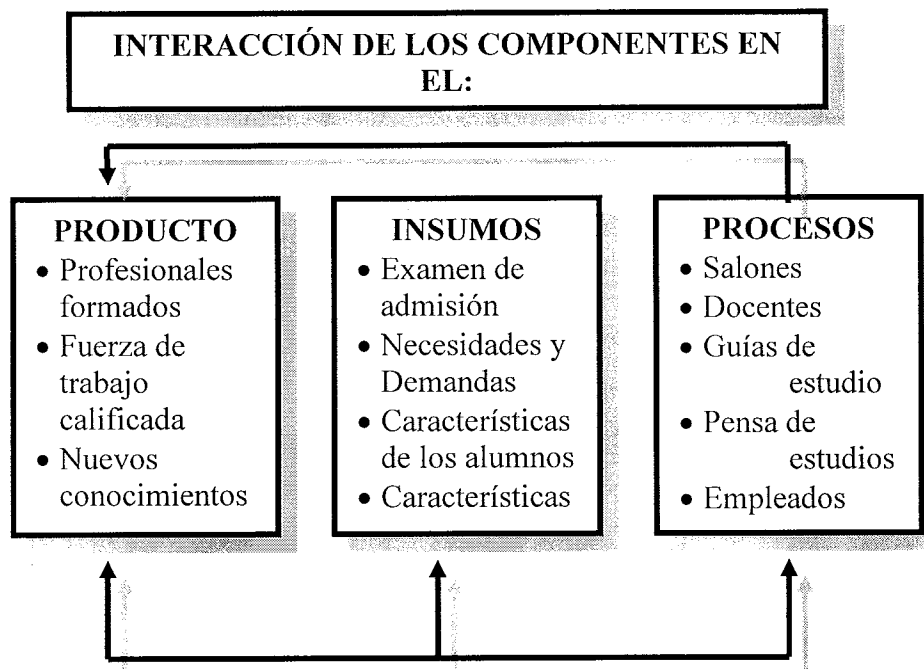 INTERACCIÓN DE LOS COMPONENTES EN
EL:
PRODUCTO
• Profesionales
formados
• Fuerza de
trabajo
calificada
• Nuevos
conocimientos
INSUMOS
• Examen de
admisión
• Necesidades y
Demandas
• Características
de los alumnos
• Características
PROCESOS
• Salones
• Docentes
• Guías de
estudio
• Pensa de
estudios
• Empleados